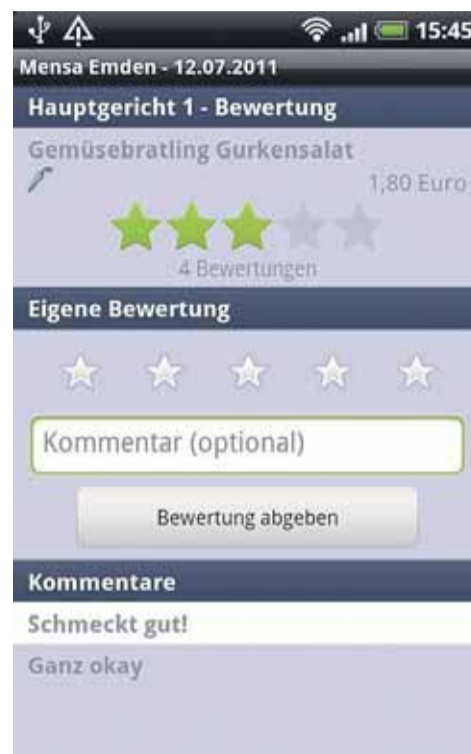 15:45
Mensa Emden - 12.07.2011
Hauptgericht 1 - Bewertung
Gemüsebratling Gurkensalat
1,80 Euro
4 Bewertungen
Eigene Bewertung
Kommentar (optional)
Bewertung abgeben
Kommentare
Schmeckt gut!
Ganz okay